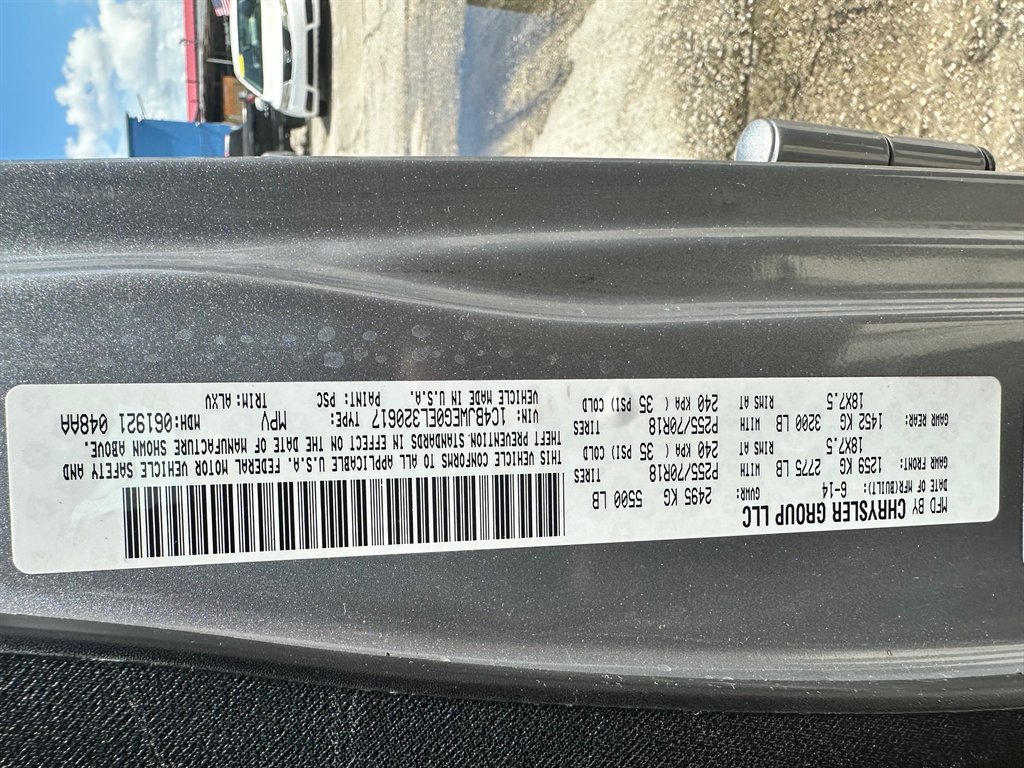 MFD BY CHRYSLER GROUP LLC
DATE OF MFR(BUILT): 6-14 GVWR: 2495 KG 5500 LB
GAWR FRONT: 1259 KG 2775 LB WITH P255/70R18 TIRES
RIMS AT 18X7.5 240 KPA ( 35 PSI) COLD
GAWR REAR: 1452 KG 3200 LB WITH P255/70R18 TIRES
RIMS AT 18X7.5 240 KPA ( 35 PSI) COLD
THIS VEHICLE CONFORMS TO ALL APPLICABLE U.S.A. FEDERAL MOTOR VEHICLE SAFETY AND
THEFT PREVENTION STANDARDS IN EFFECT ON THE DATE OF MANUFACTURE SHOWN ABOVE.
VIN: 1C4BJWEG0EL320617 TYPE: MPV MDH:061921 048AA
VEHICLE MADE IN U.S.A. PAINT: PSC TRIM: ALXV